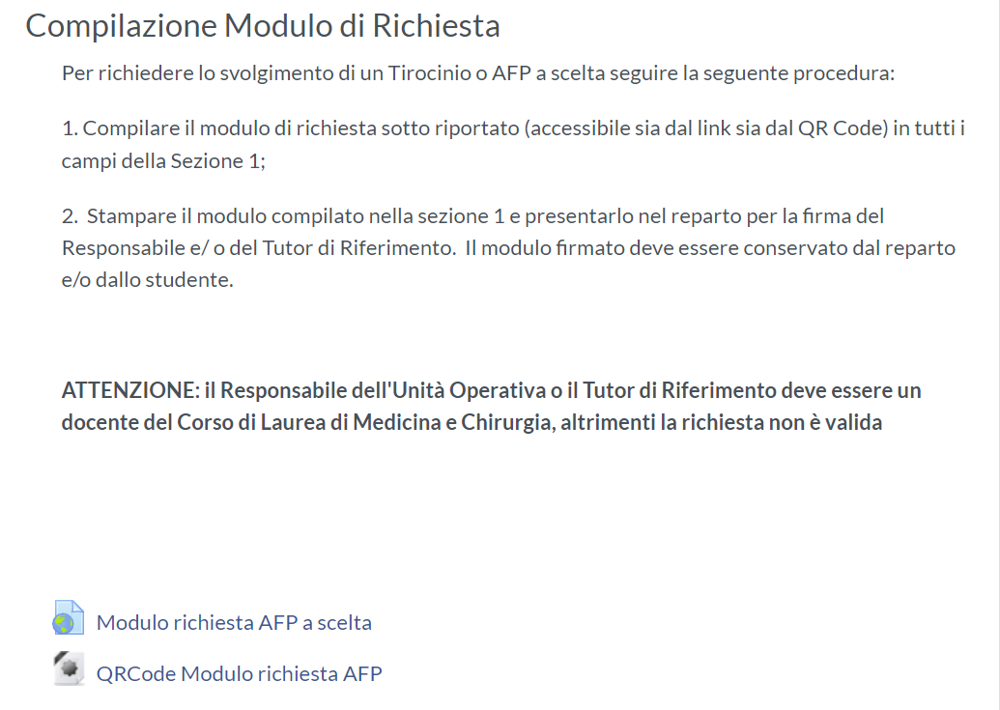 Compilazione Modulo di Richiesta
Per richiedere lo svolgimento di un Tirocinio o AFP a scelta seguire la seguente procedura:
1. Compilare il modulo di richiesta sotto riportato (accessibile sia dal link sia dal QR Code) in tutti i
campi della Sezione 1;
2.  Stampare il modulo compilato nella sezione 1 e presentarlo nel reparto per la firma del
Responsabile e/ o del Tutor di Riferimento.  Il modulo firmato deve essere conservato dal reparto
e/o dallo studente.
ATTENZIONE: il Responsabile dell'Unità Operativa o il Tutor di Riferimento deve essere un
docente del Corso di Laurea di Medicina e Chirurgia, altrimenti la richiesta non è valida
Modulo richiesta AFP a scelta
QRCode Modulo richiesta AFP